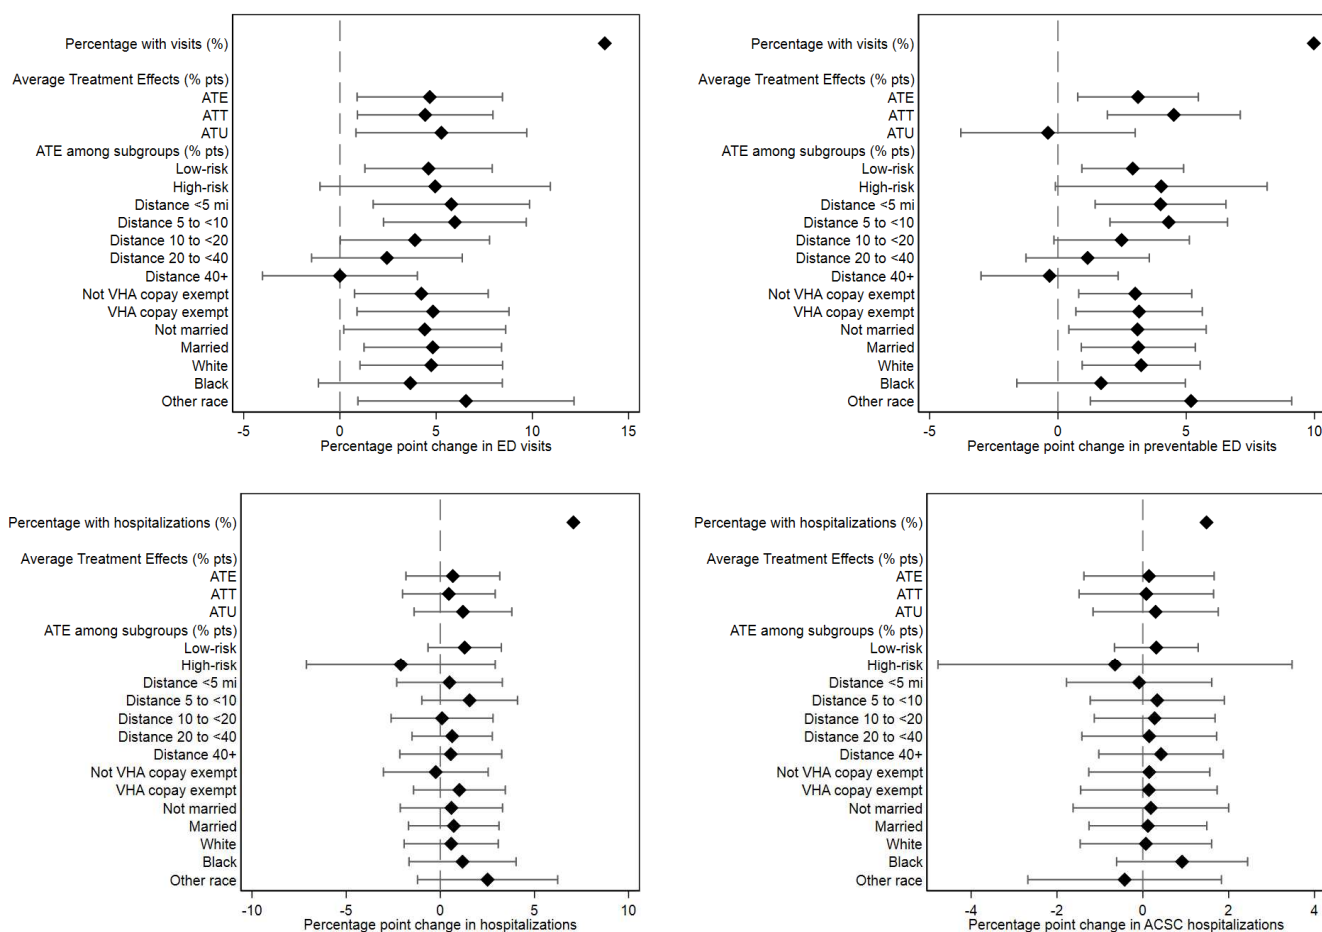 Percentage with visits (%)
Average Treatment Effects (% pts)
ATE
ATT
ATU
ATE among subgroups (% pts)
Low-risk
High-risk
Distance <5 mi
Distance 5 to <10
Distance 10 to <20
Distance 20 to <40
Distance 40+
Not VHA copay exempt
VHA copay exempt
Not married
Married
White
Black
Other race
-5 0 5 10 15
Percentage point change in ED visits
Percentage with visits (%)
Average Treatment Effects (% pts)
ATE
ATT
ATU
ATE among subgroups (% pts)
Low-risk
High-risk
Distance <5 mi
Distance 5 to <10
Distance 10 to <20
Distance 20 to <40
Distance 40+
Not VHA copay exempt
VHA copay exempt
Not married
Married
White
Black
Other race
-5 0 5 10
Percentage point change in preventable ED visits
Percentage with hospitalizations (%)
Average Treatment Effects (% pts)
ATE
ATT
ATU
ATE among subgroups (% pts)
Low-risk
High-risk
Distance <5 mi
Distance 5 to <10
Distance 10 to <20
Distance 20 to <40
Distance 40+
Not VHA copay exempt
VHA copay exempt
Not married
Married
White
Black
Other race
-10 -5 0 5 10
Percentage point change in hospitalizations
Percentage with hospitalizations (%)
Average Treatment Effects (% pts)
ATE
ATT
ATU
ATE among subgroups (% pts)
Low-risk
High-risk
Distance <5 mi
Distance 5 to <10
Distance 10 to <20
Distance 20 to <40
Distance 40+
Not VHA copay exempt
VHA copay exempt
Not married
Married
White
Black
Other race
-4 -2 0 2 4
Percentage point change in ACSC hospitalizations